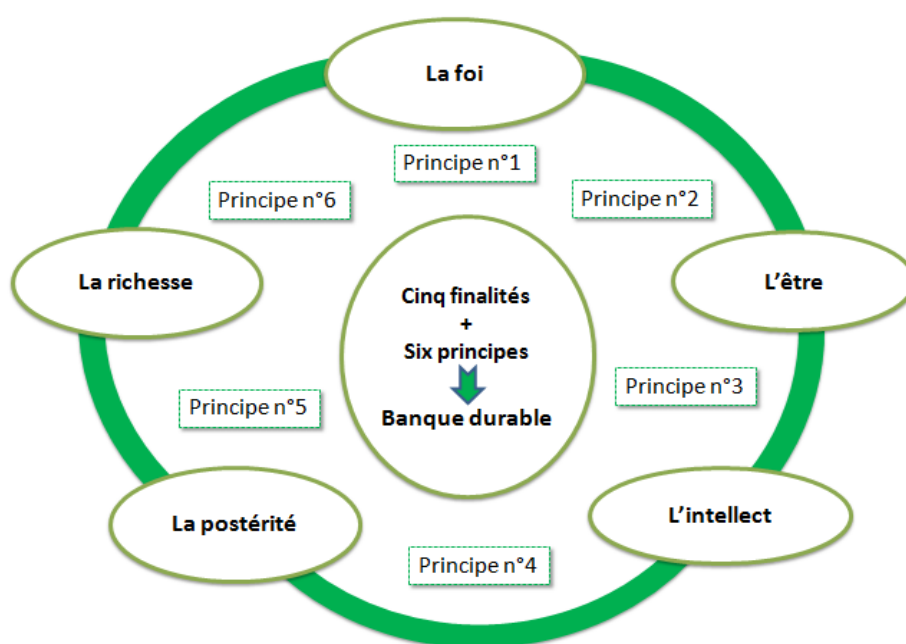 La foi
Principe n°1
Principe n°6
Principe n°2
La richesse
L'être
Cinq finalités
+
Six principes
Banque durable
Principe n°3
Principe n°5
La postérité
L'intellect
Principe n°4